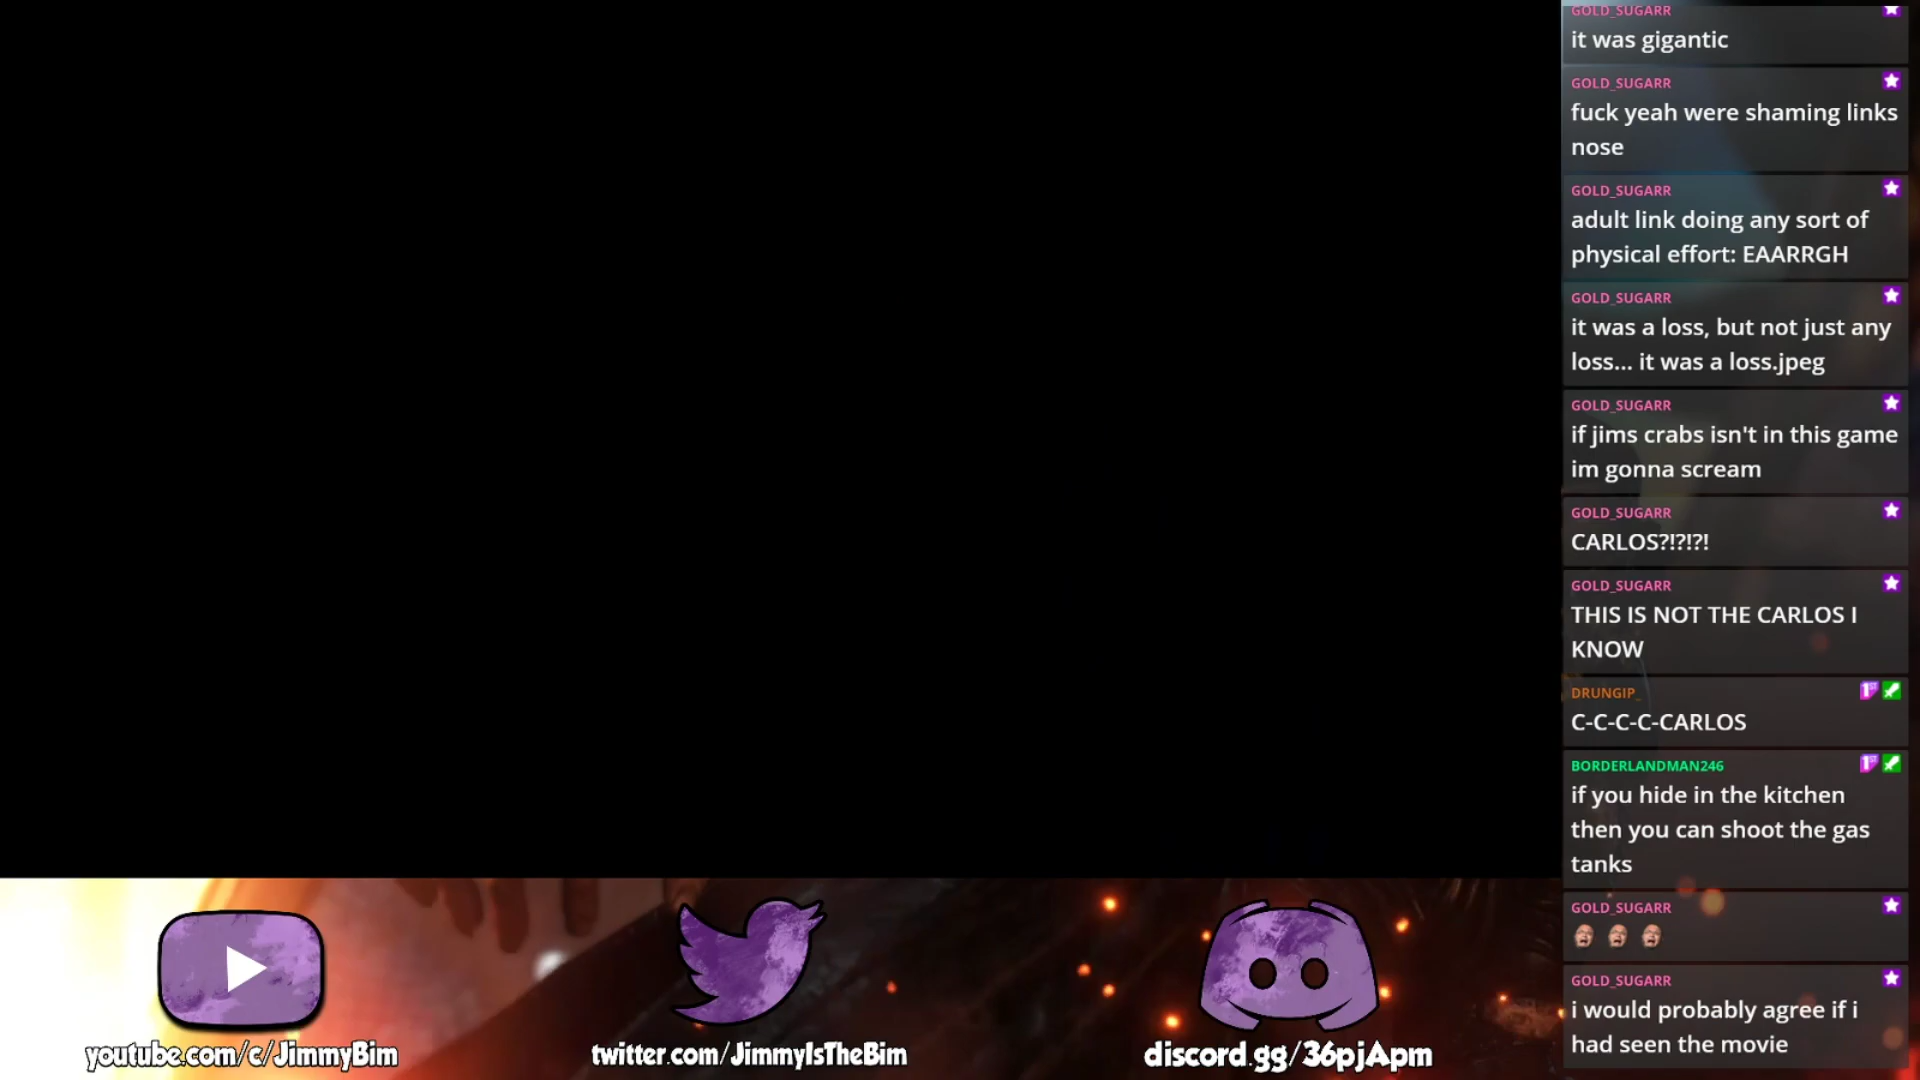 GOLD_SUGARR
it was gigantic
GOLD_SUGARR
fuck yeah were shaming links
nose
GOLD_SUGARR
adult link doing any sort of
physical effort: EAARRGH
GOLD_SUGARR
it was a loss, but not just any
loss... it was a loss.jpeg
GOLD_SUGARR
if jims crabs isn't in this game
im gonna scream
GOLD_SUGARR
CARLOS?!?!?!
GOLD_SUGARR
THIS IS NOT THE CARLOS I
KNOW
DRUNGIP_
C-C-C-C-CARLOS
BORDERLANDMAN246
if you hide in the kitchen
then you can shoot the gas
tanks
GOLD_SUGARR
GOLD_SUGARR
i would probably agree if i
had seen the movie
youtube.com/c/JimmyBim
twitter.com/JimmyIsTheBim
discord.gg/36pjApm